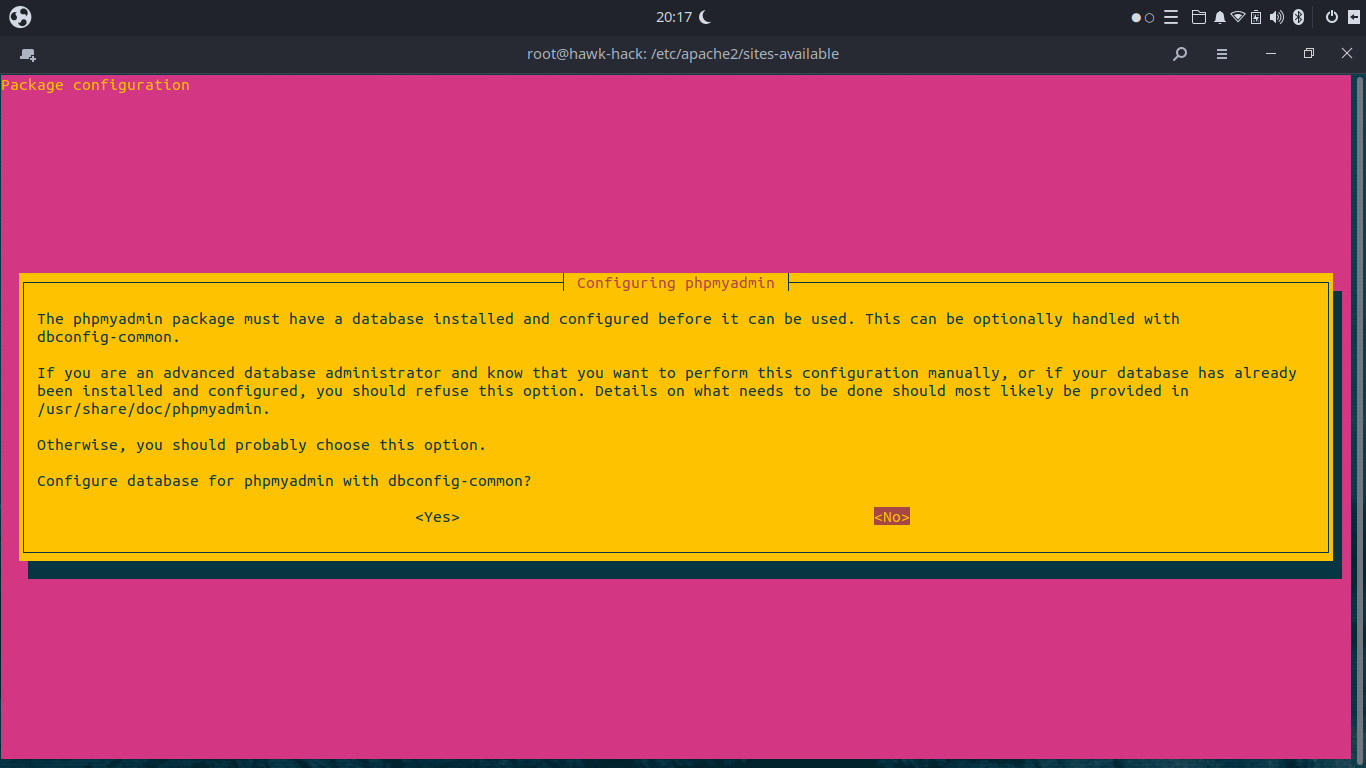 20:17
root@hawk-hack: /etc/apache2/sites-available
Package configuration
Configuring phpmyadmin
The phpmyadmin package must have a database installed and configured before it can be used. This can be optionally handled with
dbconfig-common.
If you are an advanced database administrator and know that you want to perform this configuration manually, or if your database has already
been installed and configured, you should refuse this option. Details on what needs to be done should most likely be provided in
/usr/share/doc/phpmyadmin.
Otherwise, you should probably choose this option.
Configure database for phpmyadmin with dbconfig-common?
<Yes> <No>